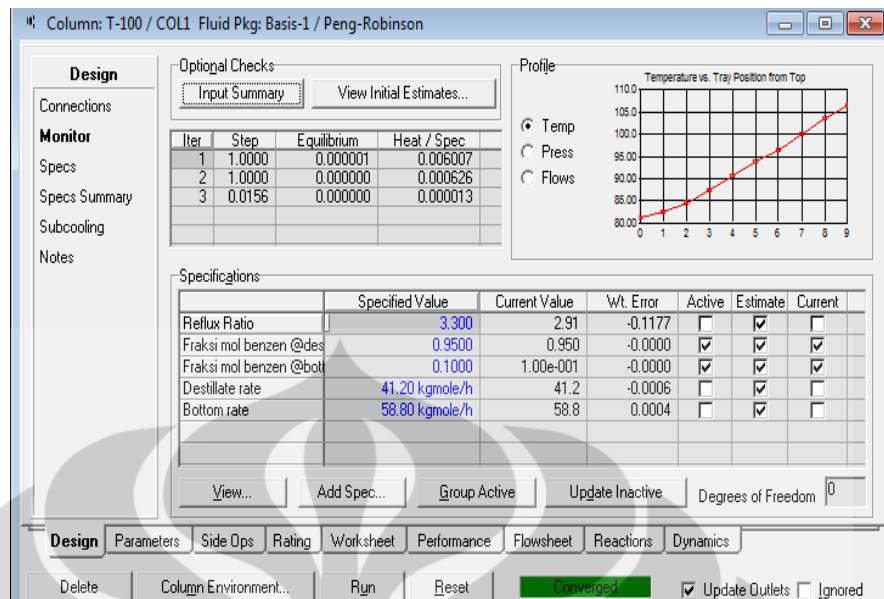 Column: T-100 / COL1 Fluid Pkg: Basis-1 / Peng-Robinson
Design
Connections
Monitor
Specs
Specs Summary
Subcooling
Notes
Optional Checks
Input Summary View Initial Estimates...
Iter Step Equilibrium Heat / Spec
1 1.0000 0.000001 0.006007
2 1.0000 0.000000 0.000626
3 0.0156 0.000000 0.000013
Profile
Temp
Press
Flows
Temperature vs. Tray Position from Top
110.0
105.0
100.0
95.00
90.00
85.00
80.00
0 1 2 3 4 5 6 7 8 9
Specifications
Specified Value Current Value Wt. Error Active Estimate Current
Reflux Ratio 3.300 2.91 -0.1177
Fraksi mol benzen @des 0.9500 0.950 -0.0000
Fraksi mol benzen @bott 0.1000 1.00e-001 -0.0000
Destillate rate 41.20 kgmole/h 41.2 -0.0006
Bottom rate 58.80 kgmole/h 58.8 0.0004
View... Add Spec... Group Active Update Inactive Degrees of Freedom 0
Design Parameters Side Ops Rating Worksheet Performance Flowsheet Reactions Dynamics
Delete Column Environment... Run Reset Converged Update Outlets Ignored